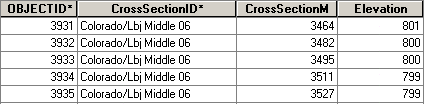 OBJECTID* CrossSectionID* CrossSectionM Elevation
3931 Colorado/Lbj Middle 06 3464 801
3932 Colorado/Lbj Middle 06 3482 800
3933 Colorado/Lbj Middle 06 3495 800
3934 Colorado/Lbj Middle 06 3511 799
3935 Colorado/Lbj Middle 06 3527 799